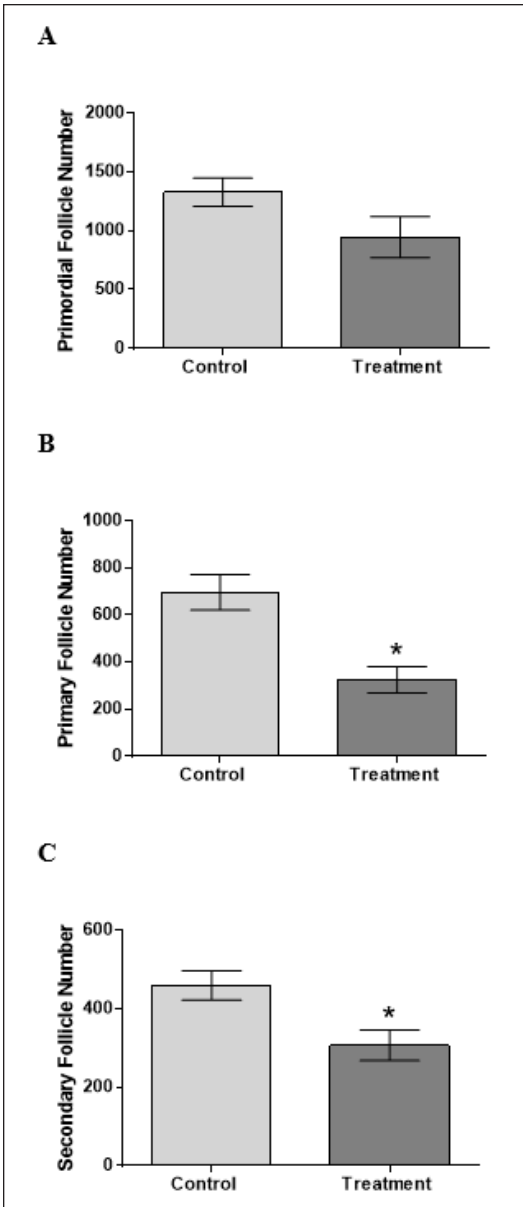 A
Primordial Follicle Number
2000
1500
1000
500
0
Control Treatment
B
Primary Follicle Number
1000
800
600
400
200
0
*
Control Treatment
C
Secondary Follicle Number
600
400
200
0
*
Control Treatment